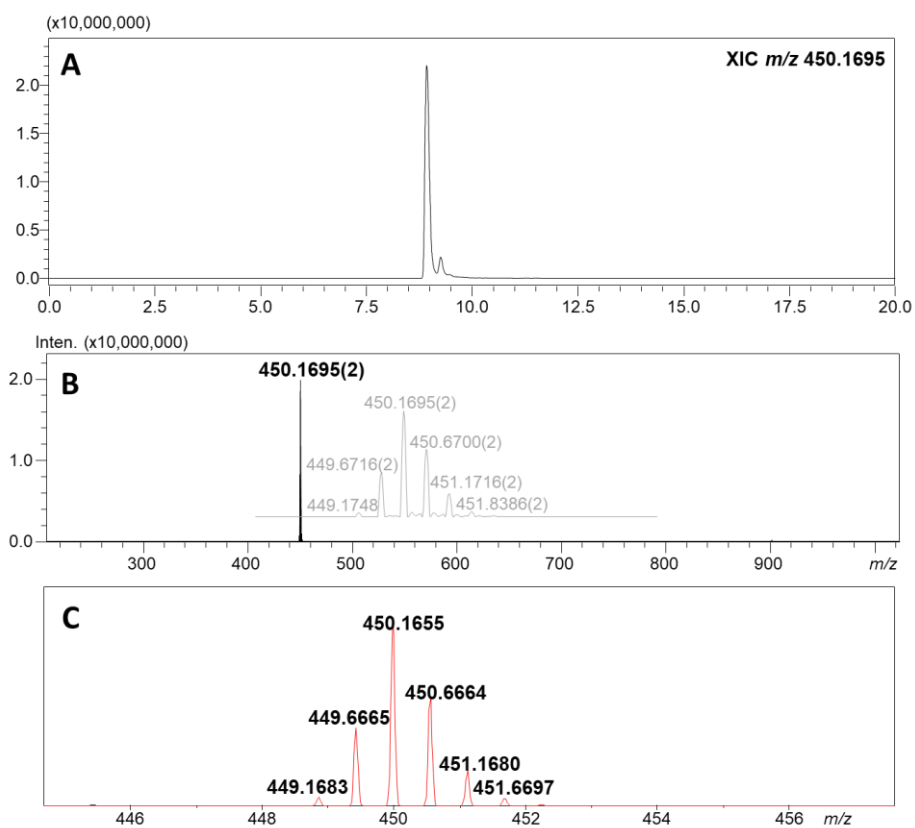 (x10,000,000)
A
XIC m/z 450.1695
2.0
1.5
1.0
0.5
0.0
0.0 2.5 5.0 7.5 10.0 12.5 15.0 17.5 20.0
Inten. (x10,000,000)
B
450.1695(2)
2.0
450.1695(2)
450.6700(2)
449.6716(2)
1.0
451.1716(2)
449.1748
451.8386(2)
0.0
300 400 500 600 700 800 900 m/z
C
450.1655
450.6664
449.6665
451.1680
449.1683
451.6697
446 448 450 452 454 456 m/z